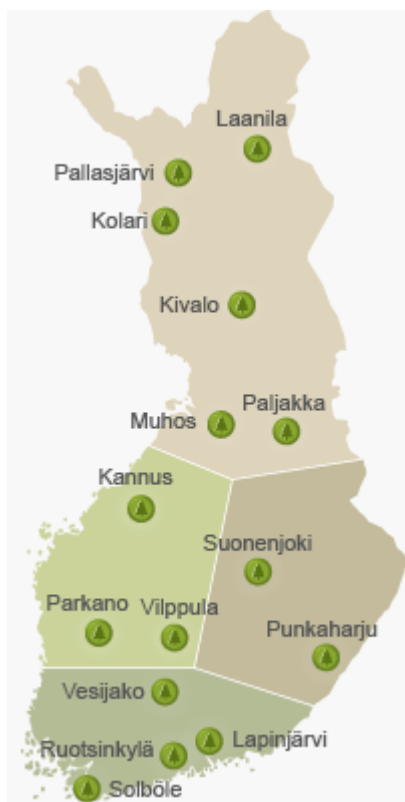 Laanila
Pallasjärvi
Kolari
Kivalo
Paljakka
Muhos
Kannus
Suonenjoki
Parkano
Vilppula
Punkaharju
Vesijako
Lapinjärvi
Ruotsinkylä
Solböle